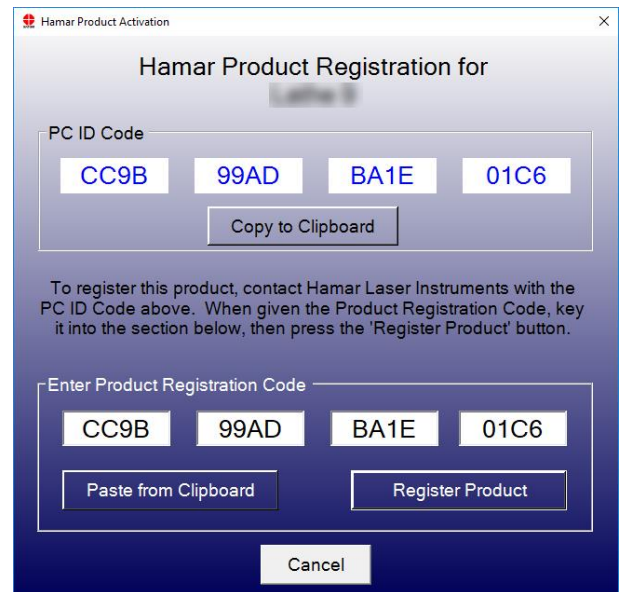 Hamar Product Activation
Hamar Product Registration for
PC ID Code
CC9B 99AD BA1E 01C6
Copy to Clipboard
To register this product, contact Hamar Laser Instruments with the
PC ID Code above. When given the Product Registration Code, key
it into the section below, then press the 'Register Product' button.
Enter Product Registration Code
CC9B 99AD BA1E 01C6
Paste from Clipboard Register Product
Cancel